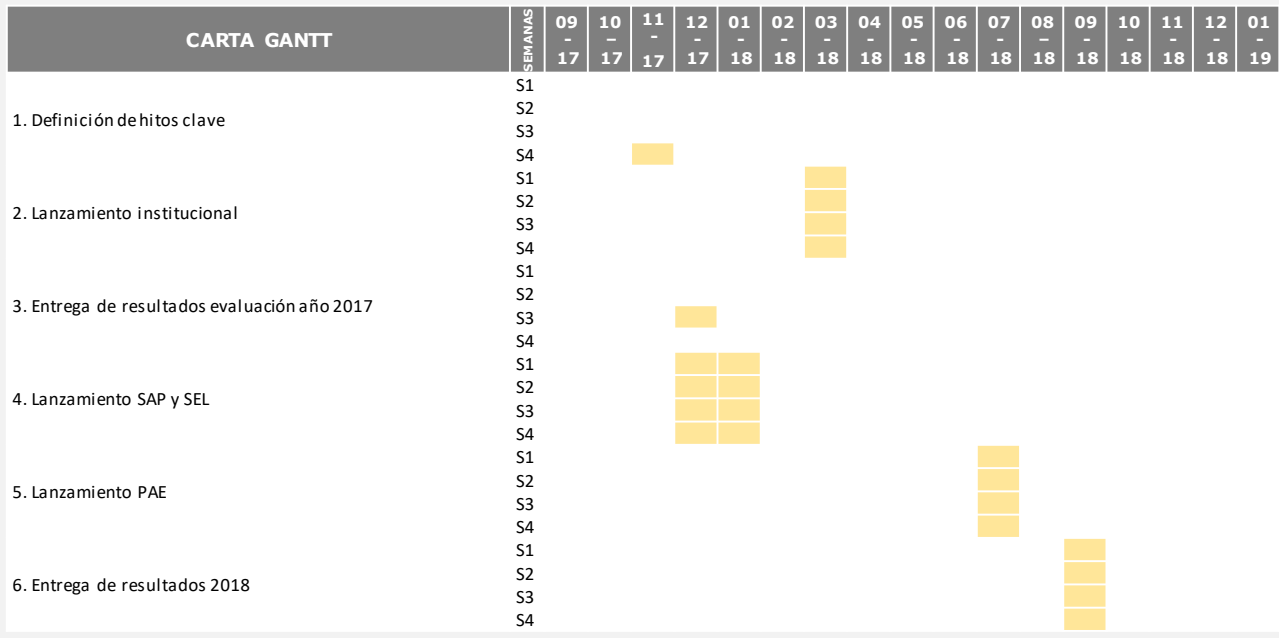 CARTA GANTT SEMANAS 09 - 17 10 – 17 11 - 17 12 - 17 01 - 18 02 - 18 03 - 18 04 - 18 05 - 18 06 - 18 07 - 18 08 – 18 09 - 18 10 - 18 11 - 18 12 - 18 01 - 19
1. Definición de hitos clave
S1
S2
S3
S4
2. Lanzamiento institucional
S1
S2
S3
S4
3. Entrega de resultados evaluación año 2017
S1
S2
S3
S4
4. Lanzamiento SAP y SEL
S1
S2
S3
S4
5. Lanzamiento PAE
S1
S2
S3
S4
6. Entrega de resultados 2018
S1
S2
S3
S4